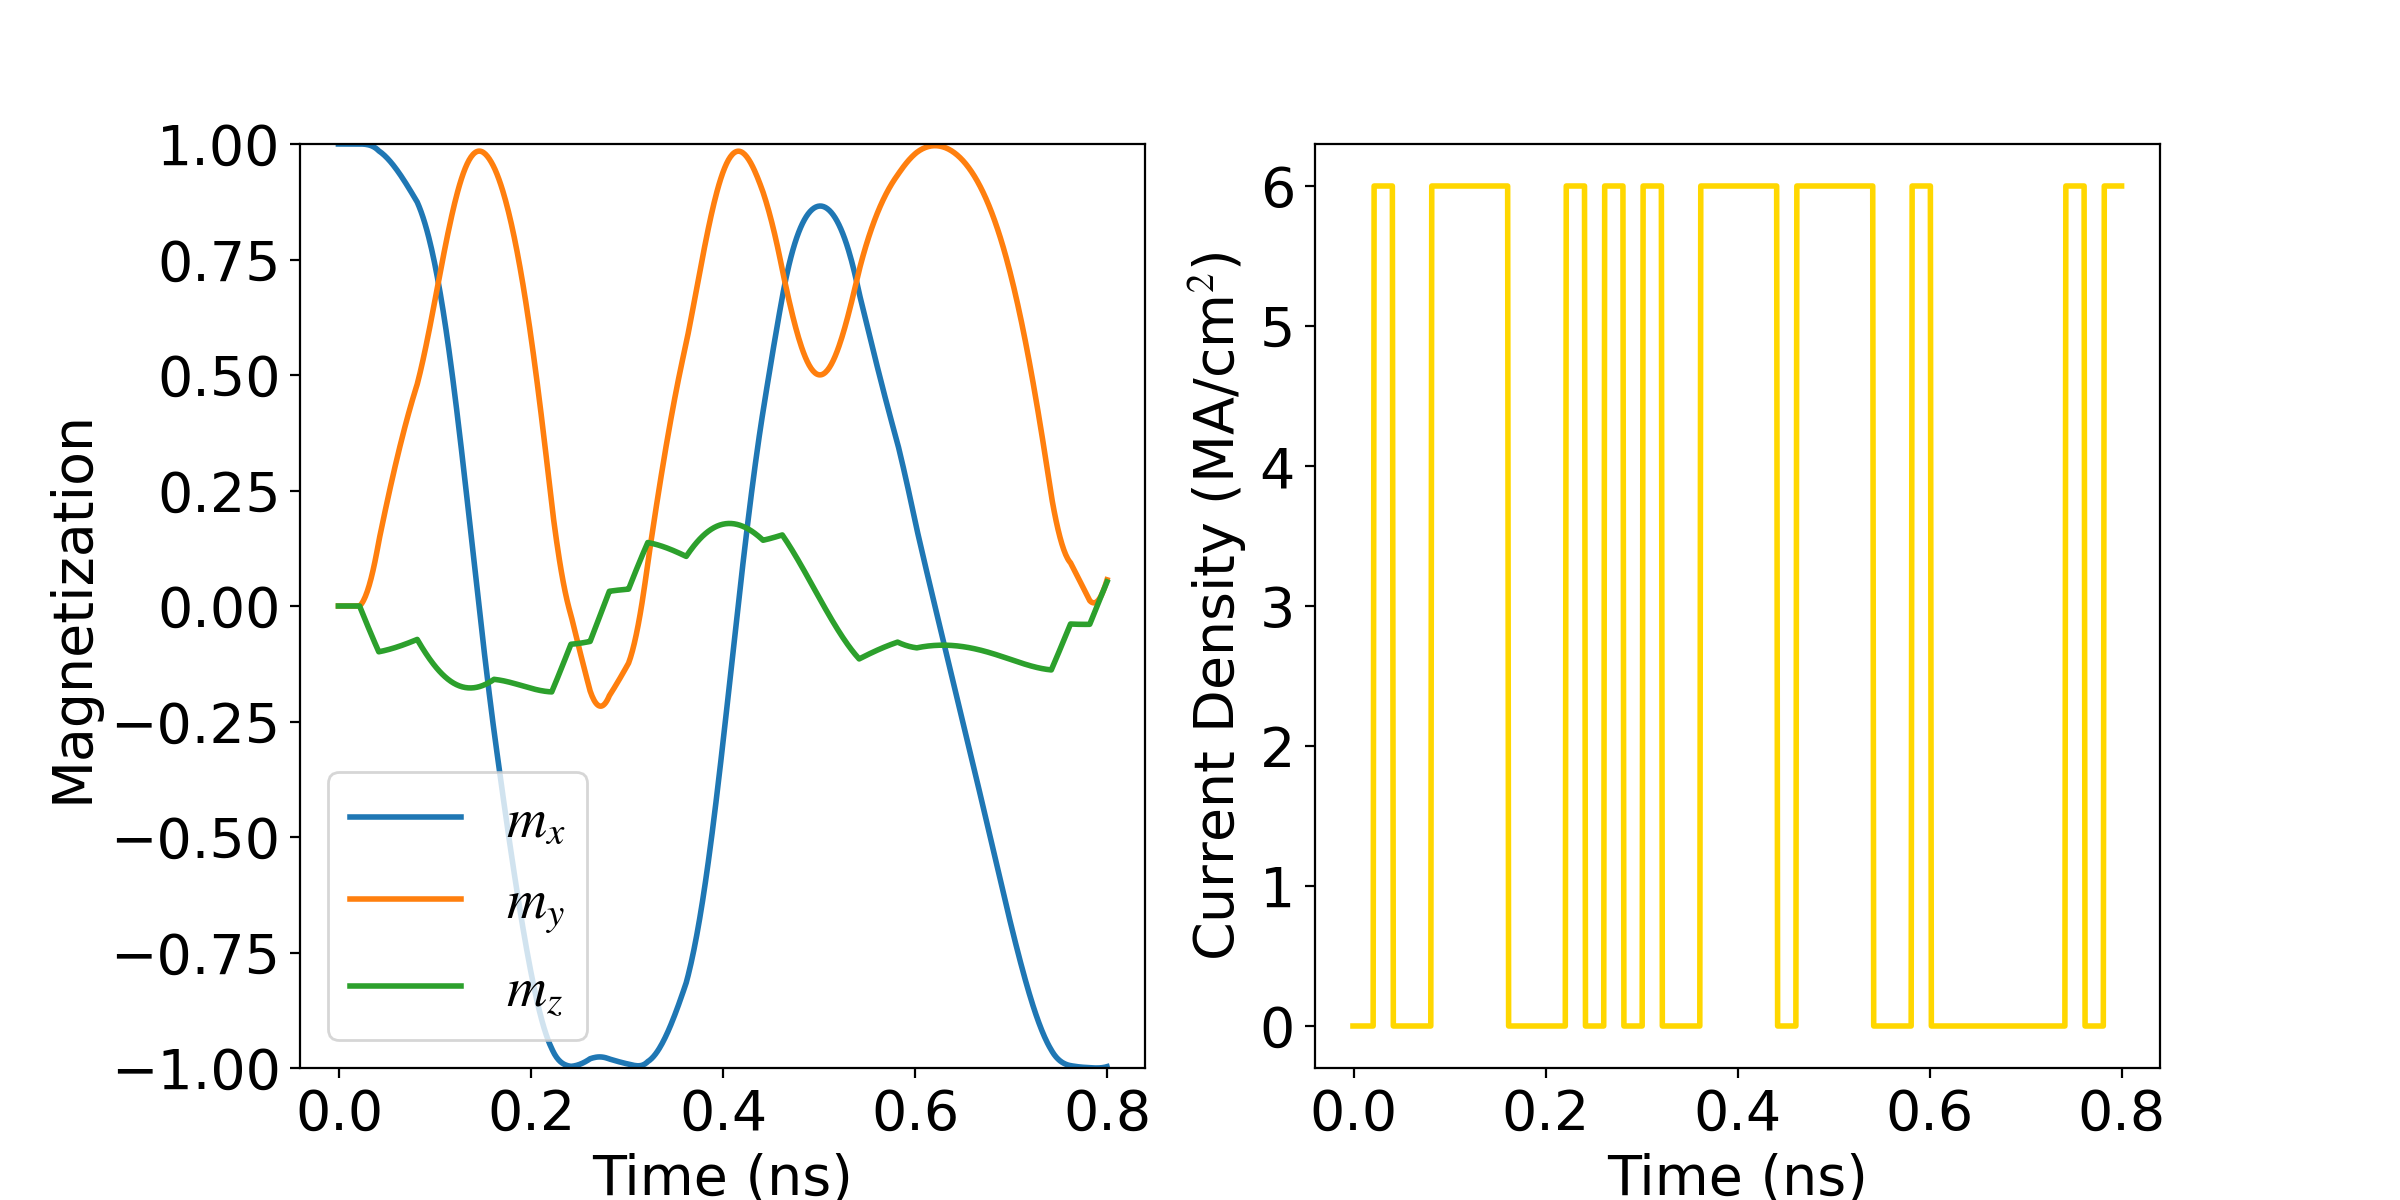 1.00
0.75
0.50
0.25
0.00
−0.25
−0.50
−0.75
−1.00
Magnetization
0.0 0.2 0.4 0.6 0.8
Time (ns)
m_x
m_y
m_z
6
5
4
3
2
1
0
Current Density (MA/cm²)
0.0 0.2 0.4 0.6 0.8
Time (ns)